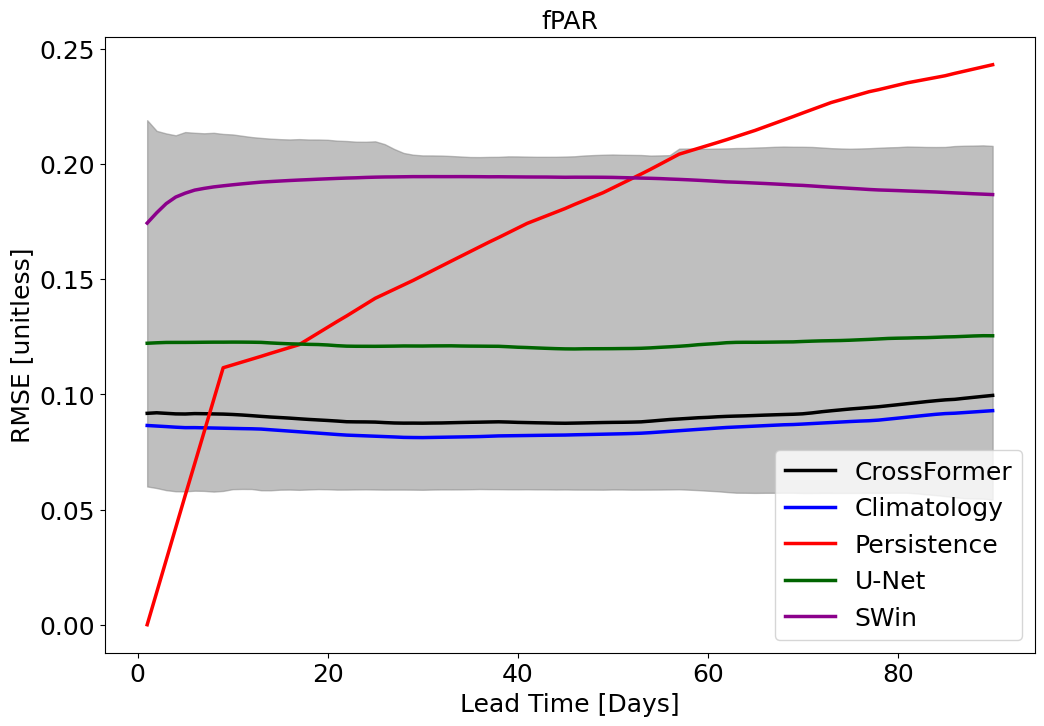 fPAR
RMSE [unitless]
0.25
0.20
0.15
0.10
0.05
0.00
0 20 40 60 80
Lead Time [Days]
CrossFormer
Climatology
Persistence
U-Net
SWin